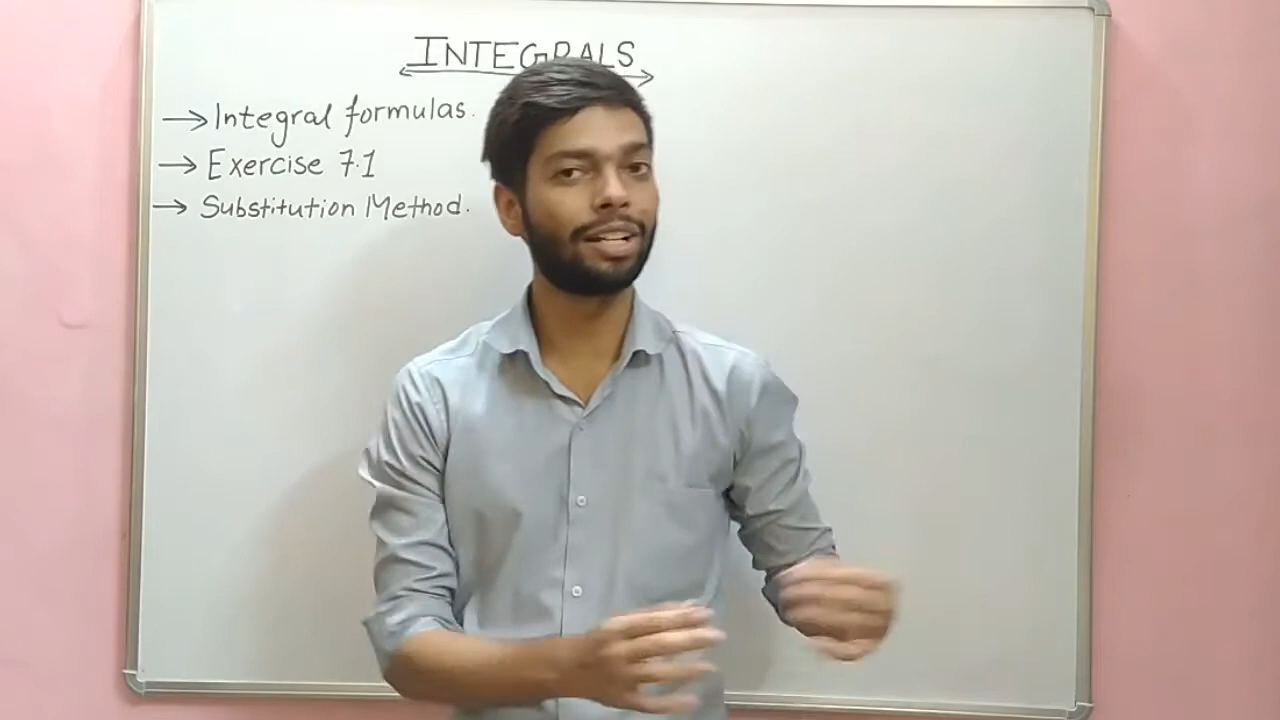 INTEGRALS
→ Integral formulas.
→ Exercise 7.1
→ Substitution Method.